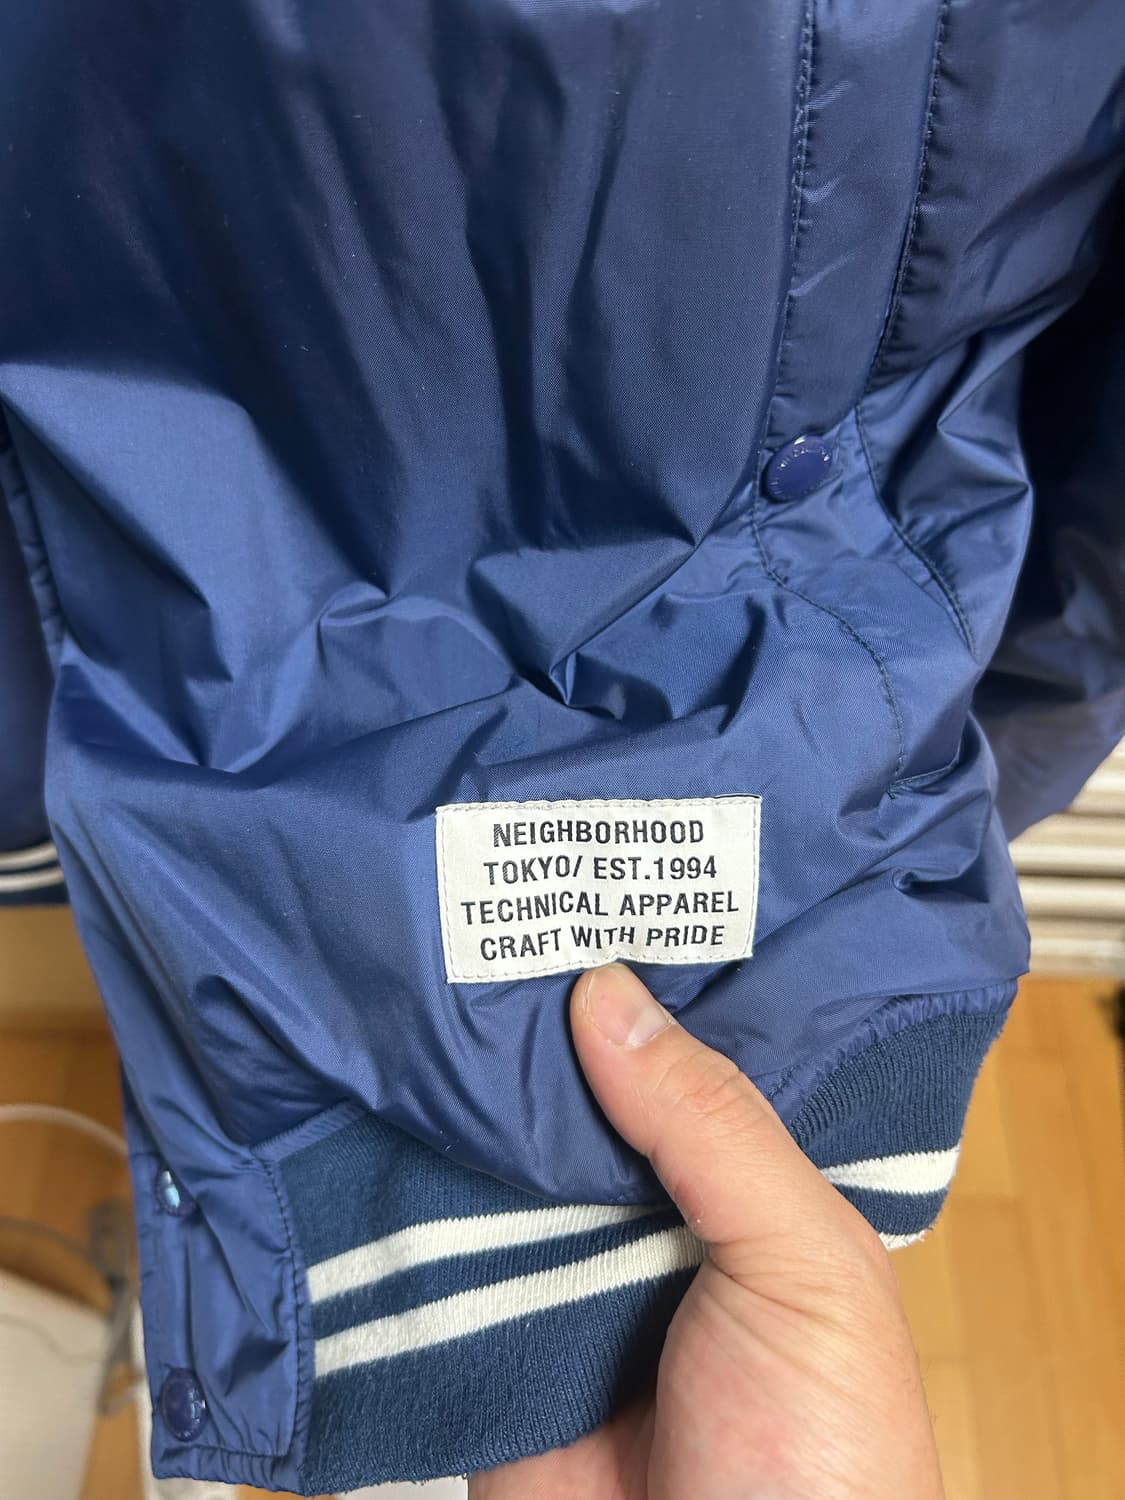 NEIGHBORHOOD
TOKYO/ EST.1994
TECHNICAL APPAREL
CRAFT WITH PRIDE